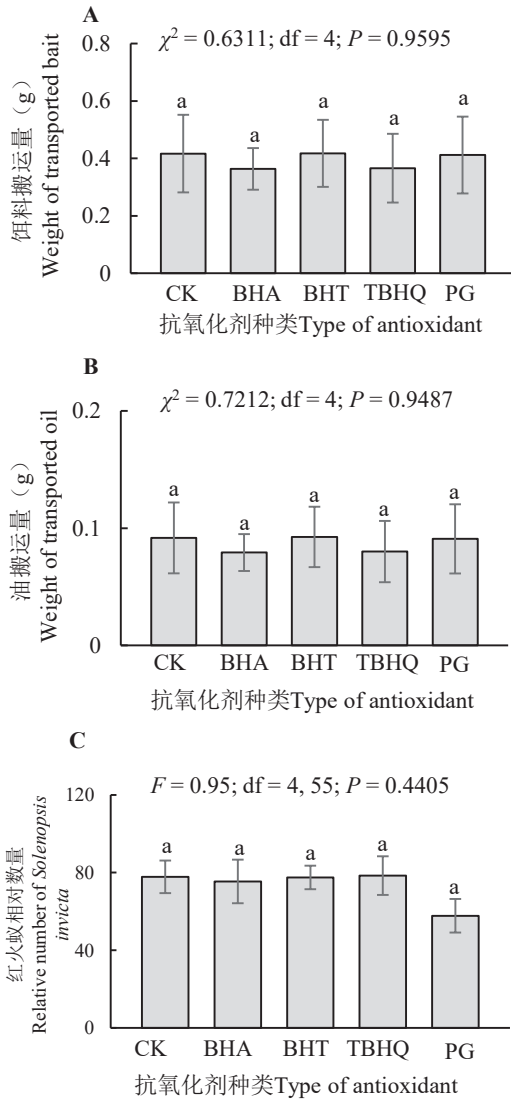 A
χ² = 0.6311; df = 4; P = 0.9595
饵料搬运量（g）
Weight of transported bait
0.8
0.6
0.4
0.2
0
a a a a a
CK BHA BHT TBHQ PG
抗氧化剂种类Type of antioxidant
B
χ² = 0.7212; df = 4; P = 0.9487
油搬运量（g）
Weight of transported oil
0.2
0.1
0
a a a a a
CK BHA BHT TBHQ PG
抗氧化剂种类Type of antioxidant
C
F = 0.95; df = 4, 55; P = 0.4405
红火蚁相对数量
Relative number of Solenopsis
invicta
120
80
40
0
a a a a a
CK BHA BHT TBHQ PG
抗氧化剂种类Type of antioxidant